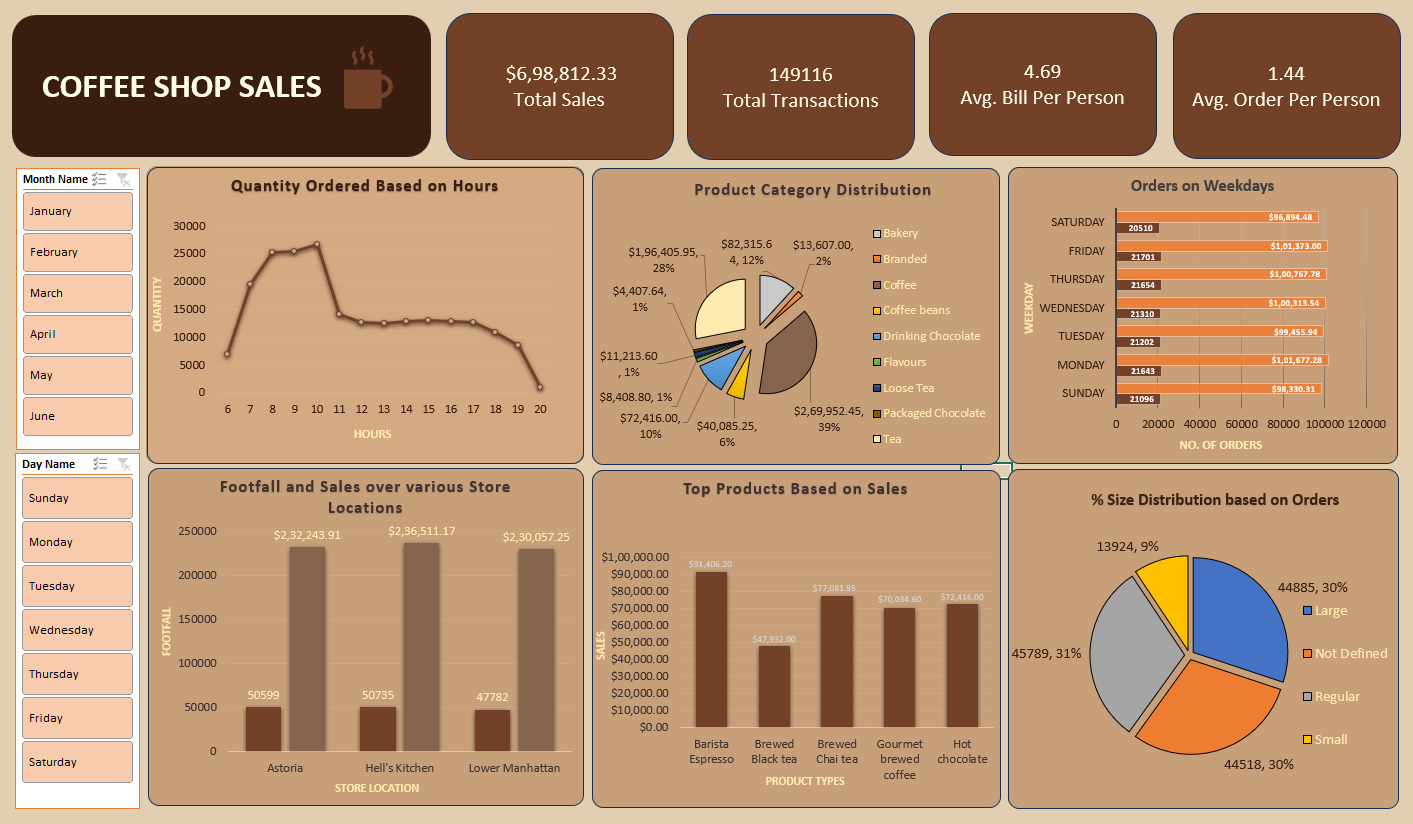 COFFEE SHOP SALES
$6,98,812.33
Total Sales
149116
Total Transactions
4.69
Avg. Bill Per Person
1.44
Avg. Order Per Person
Month Name
January
February
March
April
May
June
Day Name
Sunday
Monday
Tuesday
Wednesday
Thursday
Friday
Saturday
Quantity Ordered Based on Hours
QUANTITY
30000
25000
20000
15000
10000
5000
0
6 7 8 9 10 11 12 13 14 15 16 17 18 19 20
HOURS
Product Category Distribution
$1,96,405.95,
28%
$82,315.6
4, 12%
$13,607.00,
2%
$4,407.64,
1%
$11,213.60
, 1%
$8,408.80, 1%
$72,416.00,
10%
$40,085.25,
6%
$2,69,952.45,
39%
Bakery
Branded
Coffee
Coffee beans
Drinking Chocolate
Flavours
Loose Tea
Packaged Chocolate
Tea
Orders on Weekdays
WEEKDAY
SATURDAY
$96,894.48
20510
FRIDAY
$1,01,373.00
21701
THURSDAY
$1,00,767.78
21654
WEDNESDAY
$1,00,313.54
21310
TUESDAY
$99,455.94
21202
MONDAY
$1,01,677.28
21643
SUNDAY
$98,330.31
21096
0 20000 40000 60000 80000 100000 120000
NO. OF ORDERS
Footfall and Sales over various Store
Locations
FOOTFALL
250000
200000
150000
100000
50000
0
$2,32,243.91
$2,36,511.17
$2,30,057.25
50599
50735
47782
Astoria
Hell's Kitchen
Lower Manhattan
STORE LOCATION
Top Products Based on Sales
SALES
$1,00,000.00
$90,000.00
$80,000.00
$70,000.00
$60,000.00
$50,000.00
$40,000.00
$30,000.00
$20,000.00
$10,000.00
$0.00
$91,406.20
$47,932.00
$77,081.95
$70,034.60
$72,416.00
Barista
Espresso
Brewed
Black tea
Brewed
Chai tea
Gourmet
brewed
coffee
Hot
chocolate
PRODUCT TYPES
% Size Distribution based on Orders
13924, 9%
44885, 30%
45789, 31%
44518, 30%
Large
Not Defined
Regular
Small